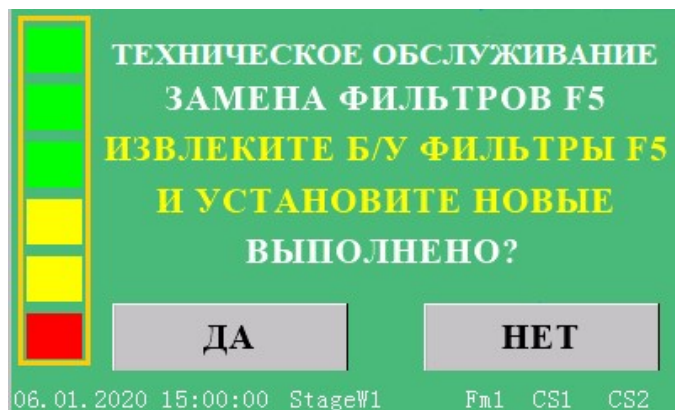 ТЕХНИЧЕСКОЕ ОБСЛУЖИВАНИЕ
ЗАМЕНА ФИЛЬТРОВ F5
ИЗВЛЕКИТЕ Б/У ФИЛЬТРЫ F5
И УСТАНОВИТЕ НОВЫЕ
ВЫПОЛНЕНО?
ДА НЕТ
06.01.2020 15:00:00 StageW1 Fm1 CS1 CS2